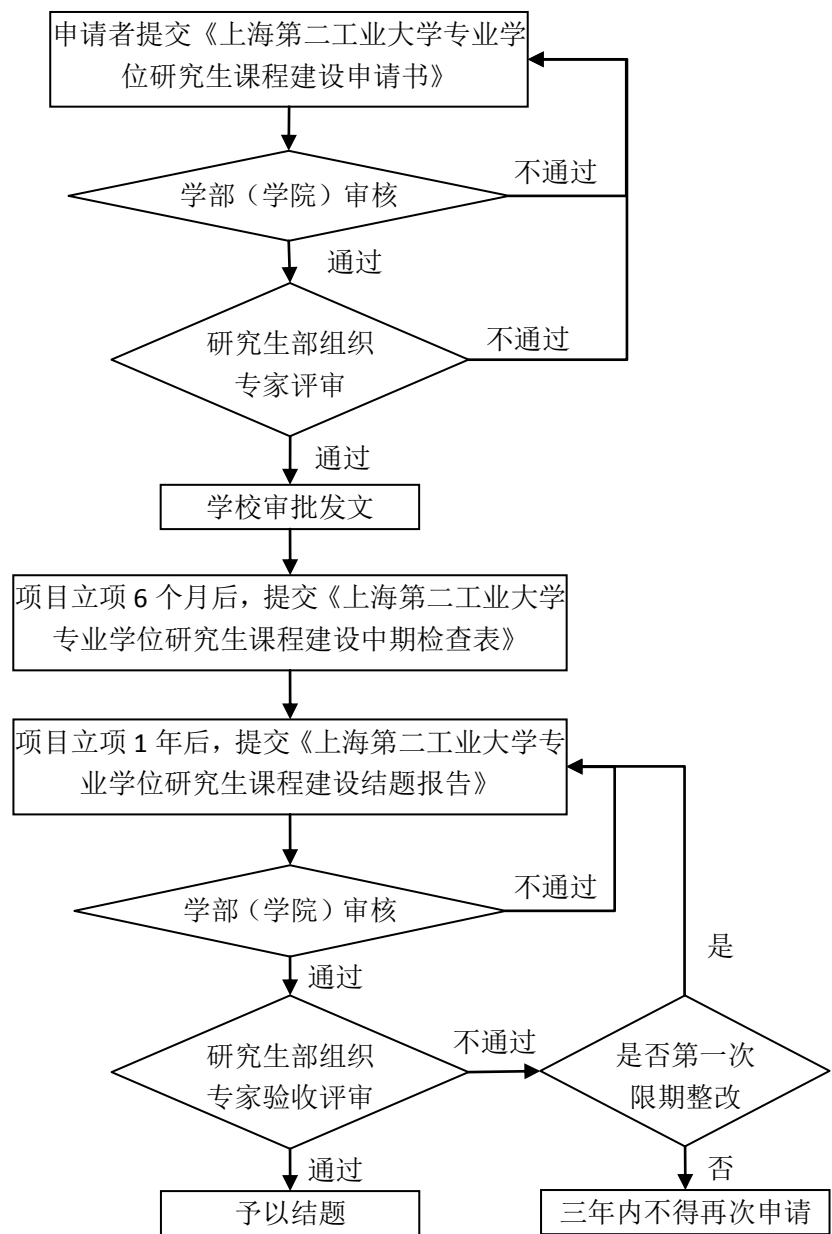 申请者提交《上海第二工业大学专业学
位研究生课程建设申请书》
不通过
学部（学院）审核
通过
不通过
研究生部组织
专家评审
通过
学校审批发文
项目立项 6 个月后，提交《上海第二工业大学
专业学位研究生课程建设中期检查表》
项目立项 1 年后，提交《上海第二工业大学专
业学位研究生课程建设结题报告》
不通过
学部（学院）审核
是
通过
不通过
研究生部组织
专家验收评审
是否第一次
限期整改
通过
否
予以结题
三年内不得再次申请